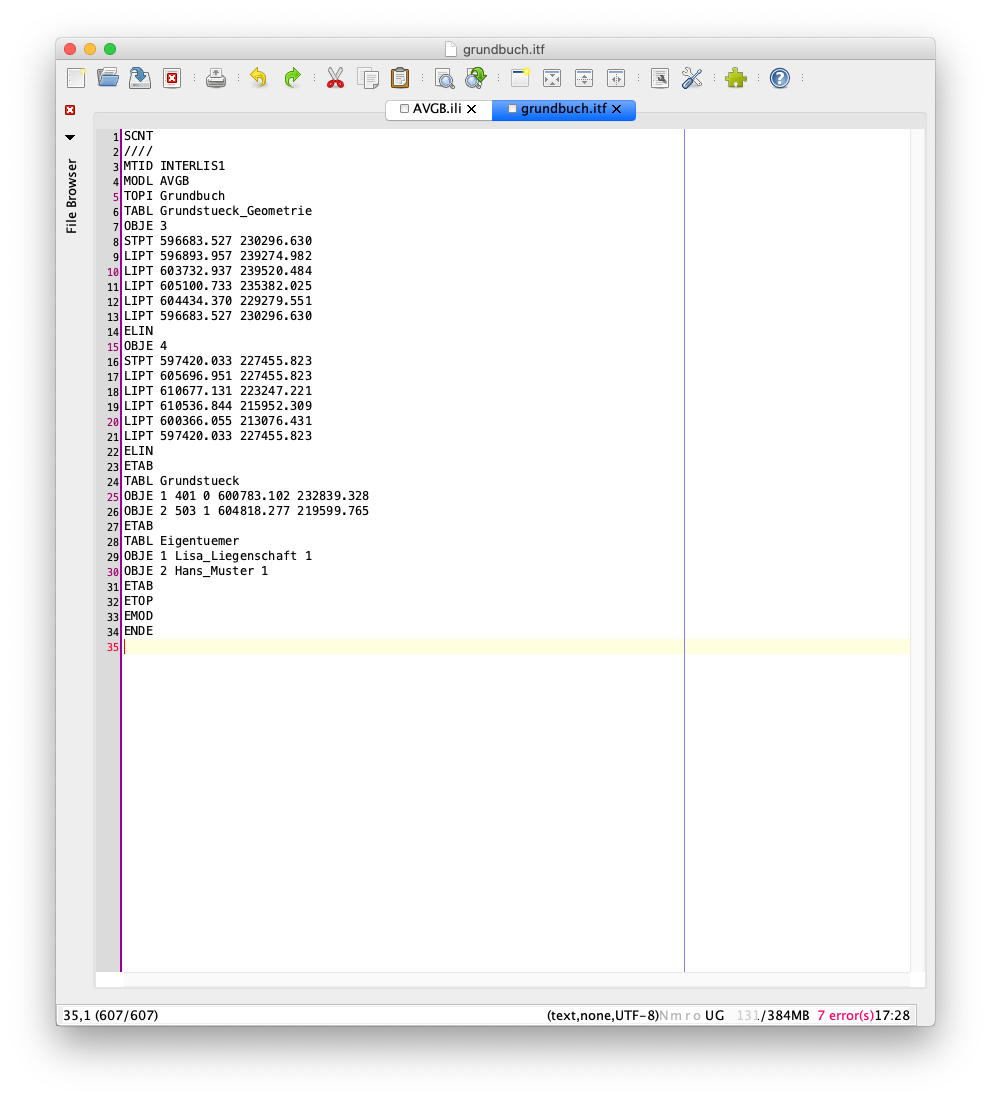 grundbuch.itf
AVGB.ili
grundbuch.itf
File Browser
1 SCNT
2 ////
3 MTID INTERLIS1
4 MODL AVGB
5 TOPI Grundbuch
6 TABL Grundstueck_Geometrie
7 OBJE 3
8 STPT 596683.527 230296.630
9 LIPT 596893.957 239274.982
10 LIPT 603732.937 239520.484
11 LIPT 605100.733 235382.025
12 LIPT 604434.370 229279.551
13 LIPT 596683.527 230296.630
14 ELIN
15 OBJE 4
16 STPT 597420.033 227455.823
17 LIPT 605696.951 227455.823
18 LIPT 610677.131 223247.221
19 LIPT 610536.844 215952.309
20 LIPT 600366.055 213076.431
21 LIPT 597420.033 227455.823
22 ELIN
23 ETAB
24 TABL Grundstueck
25 OBJE 1 401 0 600783.102 232839.328
26 OBJE 2 503 1 604818.277 219599.765
27 ETAB
28 TABL Eigentuemer
29 OBJE 1 Lisa_Liegenschaft 1
30 OBJE 2 Hans_Muster 1
31 ETAB
32 ETOP
33 EMOD
34 ENDE
35
35,1 (607/607) (text,none,UTF-8)N m r o UG 131/384MB 7 error(s)17:28